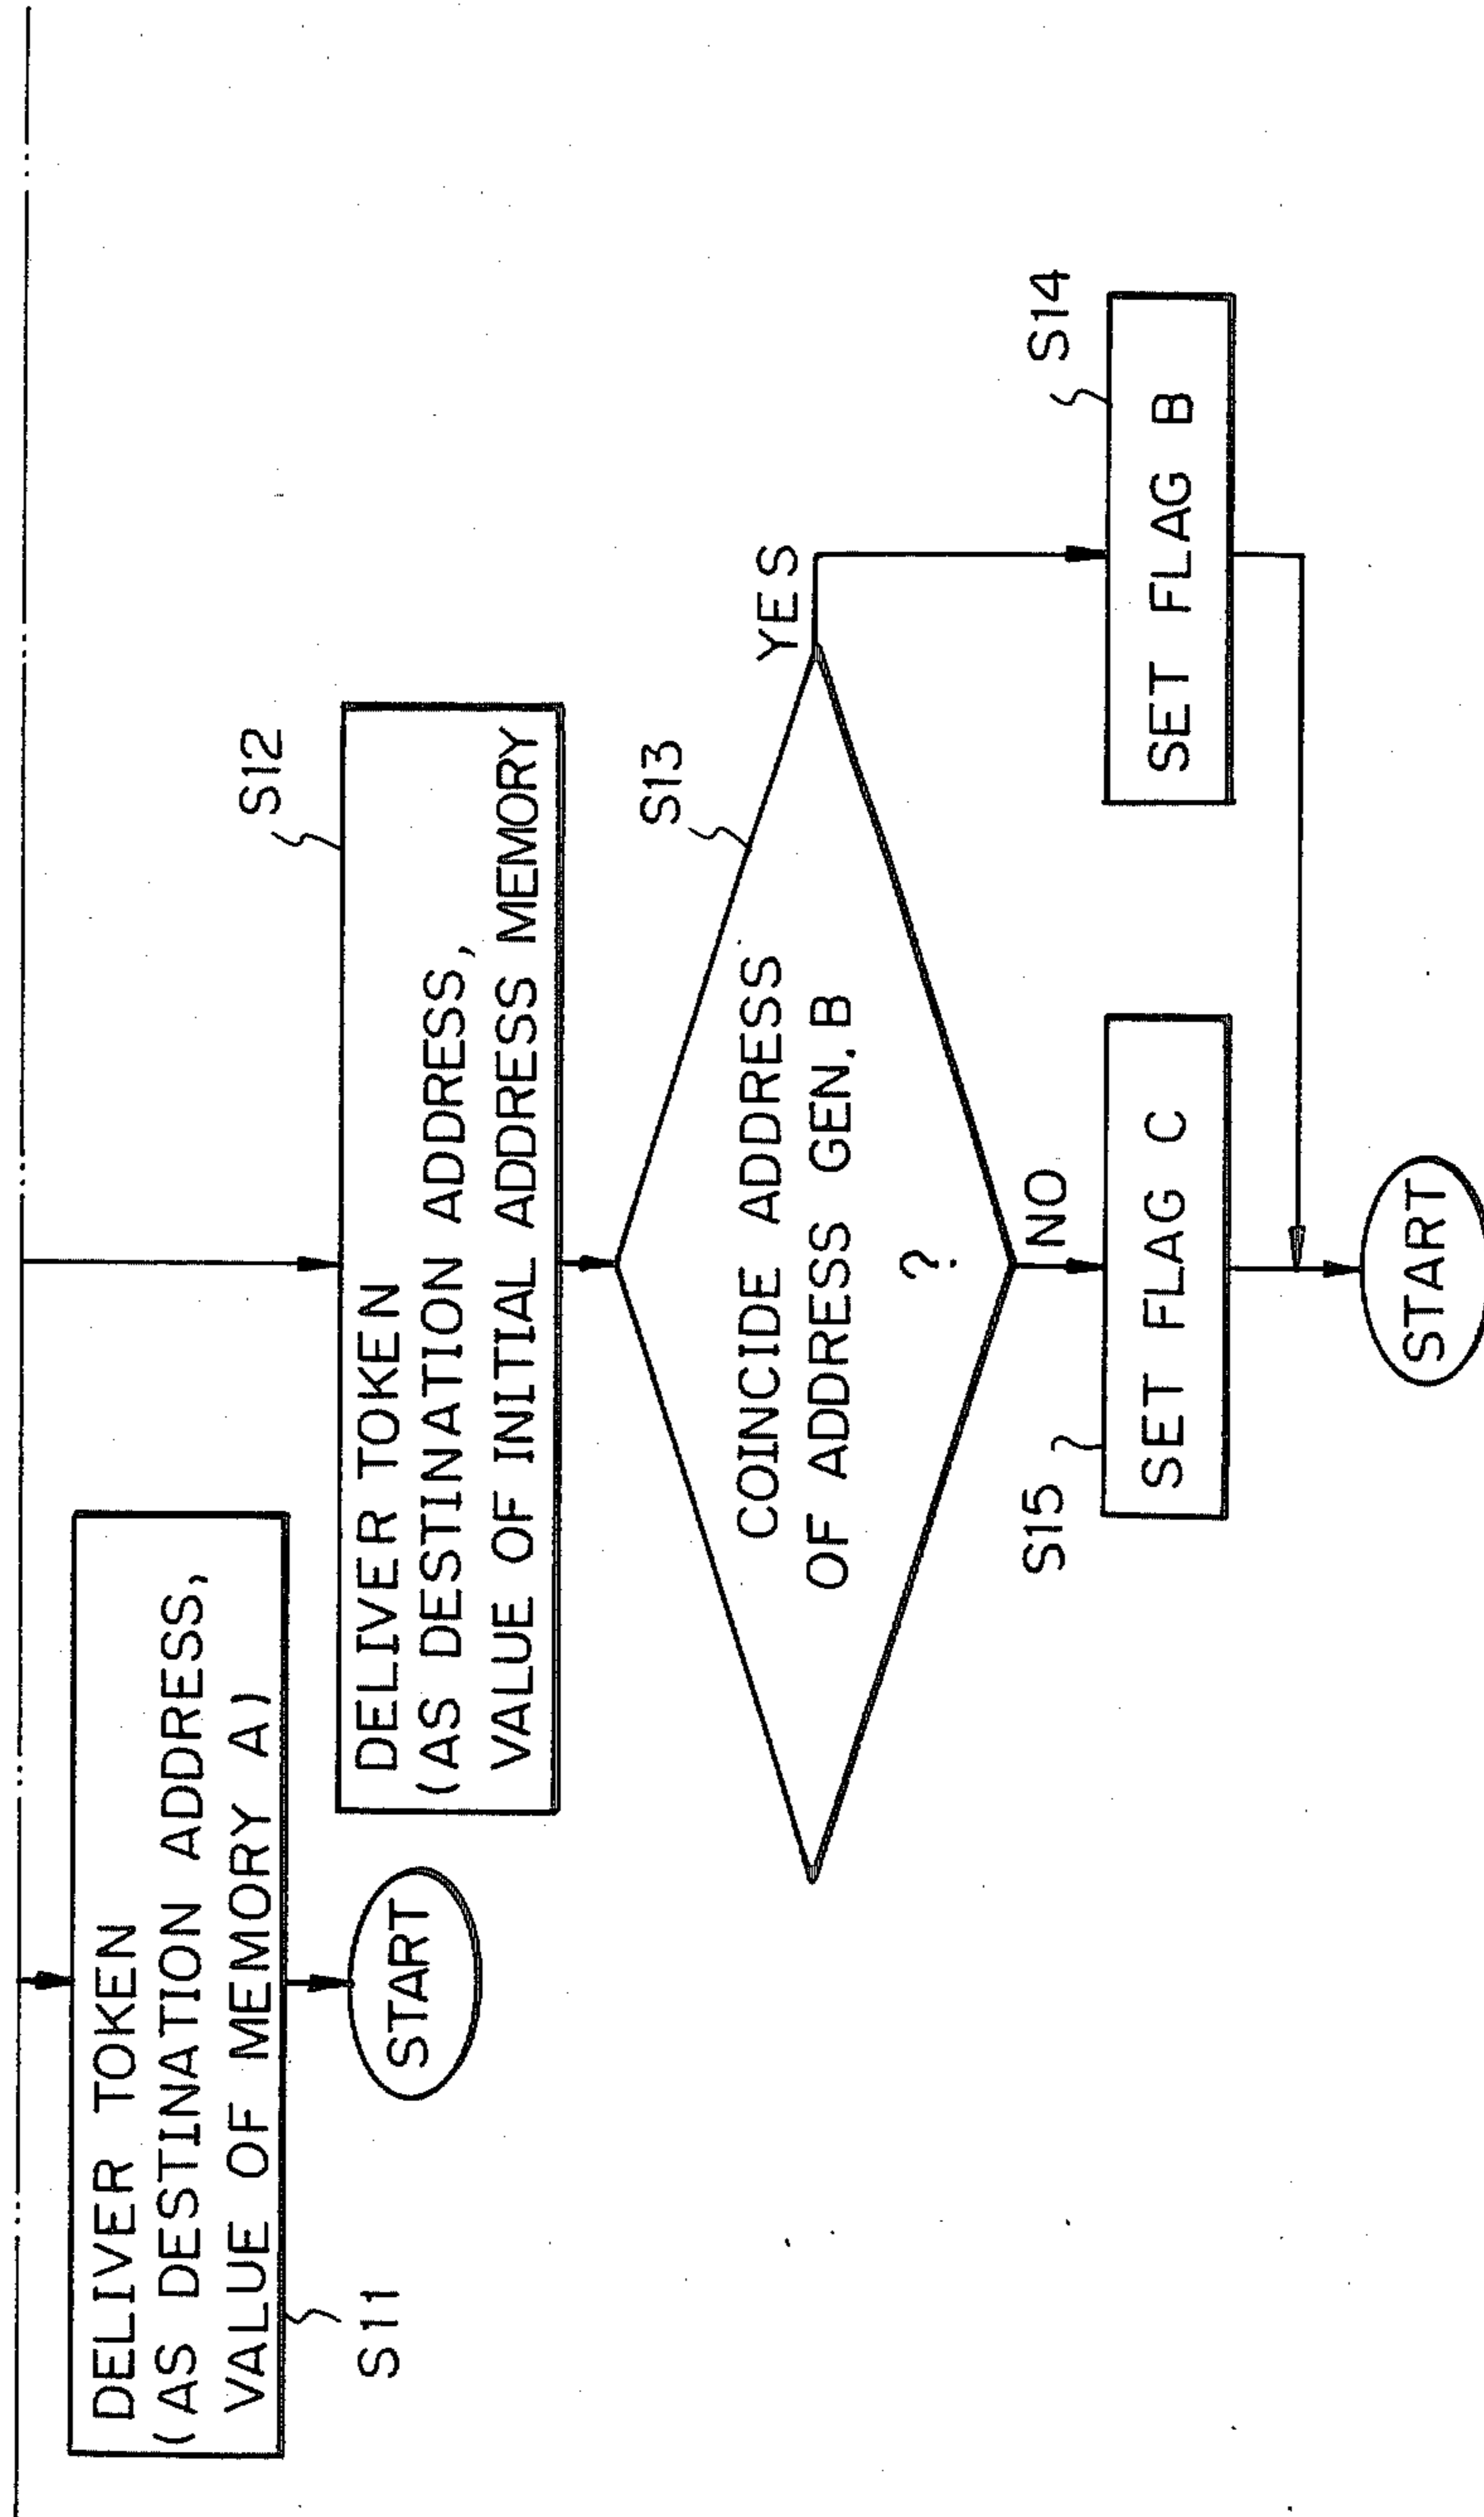 DELIVER TOKEN
(AS DESTINATION ADDRESS,
VALUE OF MEMORY A)
S11
START
S12
DELIVER TOKEN
(AS DESTINATION ADDRESS,
VALUE OF INITIAL ADDRESS MEMORY
S13
COINCIDE ADDRESS
OF ADDRESS GEN. B
?
YES
NO
S14
SET FLAG B
S15
SET FLAG C
START